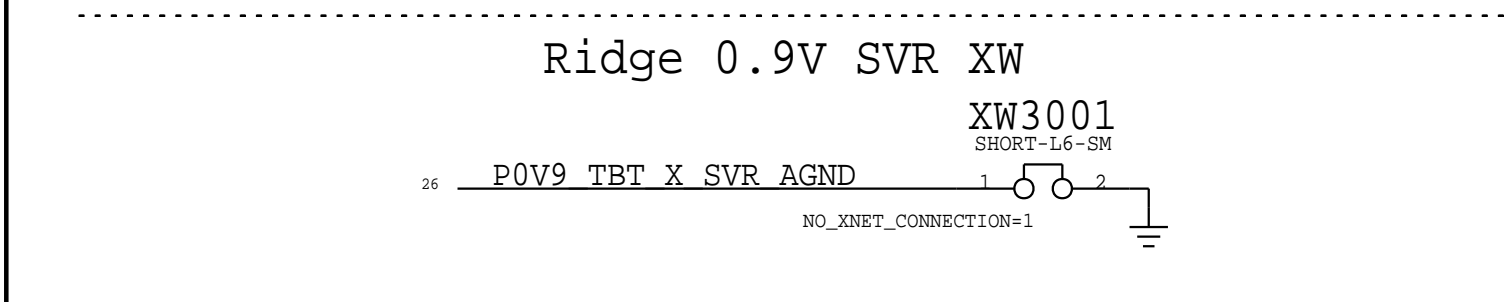 Ridge 0.9V SVR XW
XW3001
SHORT-L6-SM
26 P0V9_TBT_X_SVR_AGND 1 2
NO_XNET_CONNECTION=1